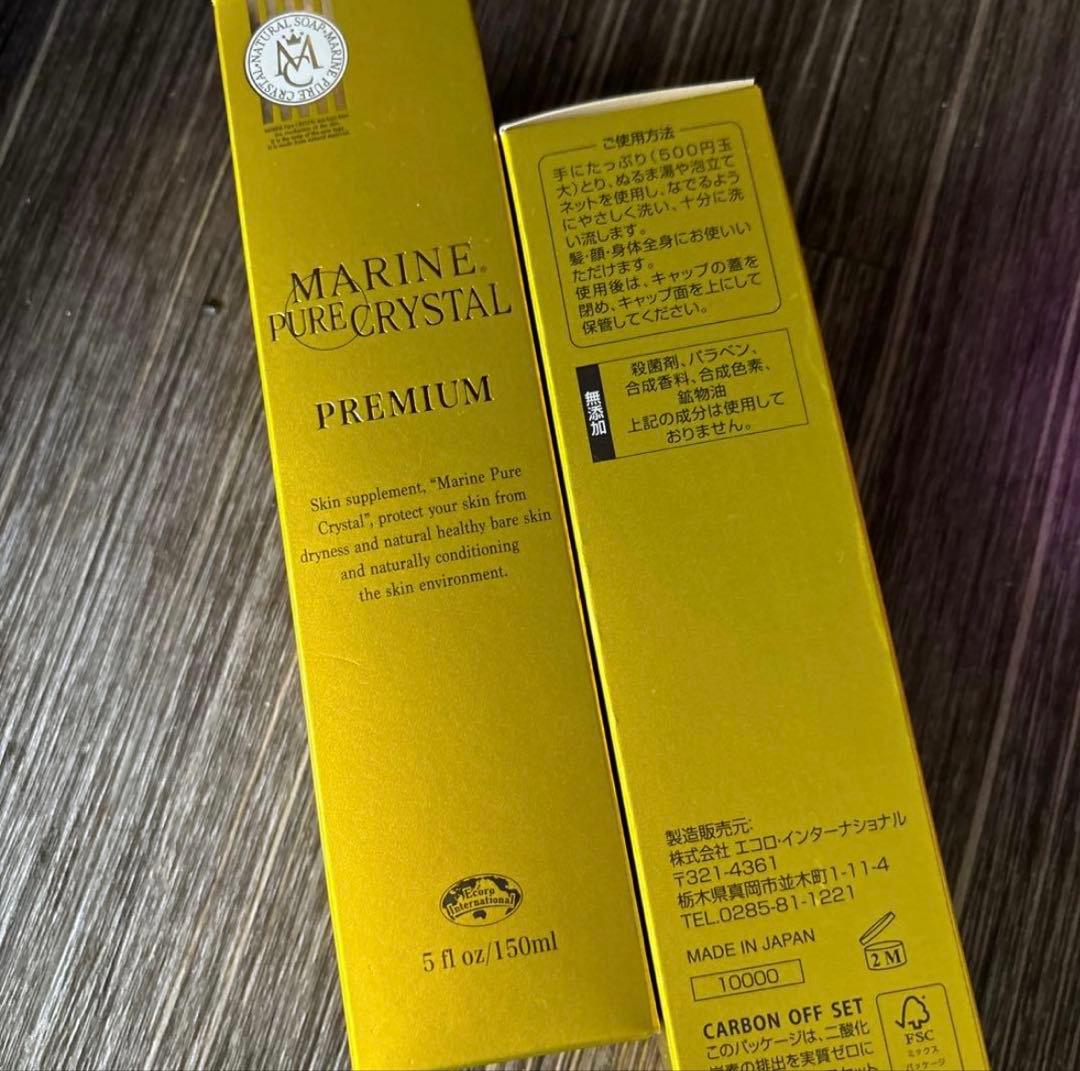 NATURAL SOAP・MARINE PURE CRYSTAL
MC
It is made from natural material.
MARINE®
PURE CRYSTAL
PREMIUM
Skin supplement, “Marine Pure
Crystal”, protect your skin from
dryness and natural healthy bare skin
and naturally conditioning
the skin environment.
Ecoro
International
5 fl oz/150ml
ご使用方法
手にたっぷり(500円玉
大)とり、ぬるま湯や泡立て
ネットを使用し、なでるよう
にやさしく洗い、十分に洗
い流します。
髪・顔・身体全身にお使いい
ただけます。
使用後は、キャップの蓋を
閉め、キャップ面を上にして
保管してください。
無添加
殺菌剤、パラベン、
合成香料、合成色素、
鉱物油
上記の成分は使用して
おりません。
製造販売元:
株式会社 エコロ・インターナショナル
〒321-4361
栃木県真岡市並木町1-11-4
TEL.0285-81-1221
MADE IN JAPAN
2 M
10000
CARBON OFF SET
このパッケージは、二酸化
炭素の排出を実質ゼロに
FSC
ミックス
パッケージ